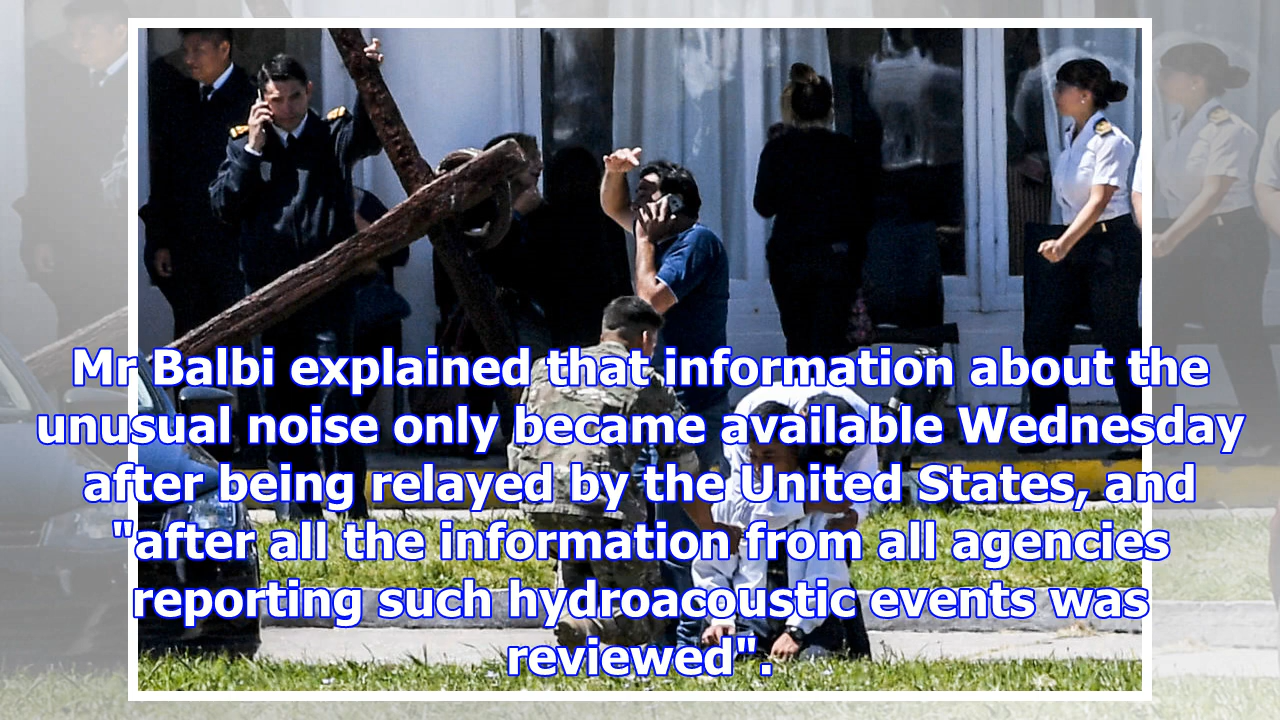 Mr Balbi explained that information about the
unusual noise only became available Wednesday
after being relayed by the United States, and
"after all the information from all agencies
reporting such hydroacoustic events was
reviewed".